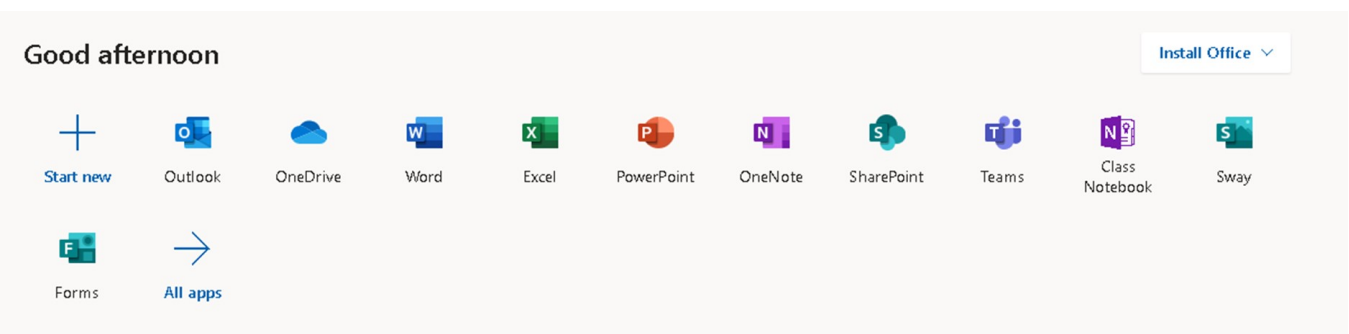 Good afternoon
Install Office
O
W
X
P
N
S
T
N
S
Start new
Outlook
OneDrive
Word
Excel
PowerPoint
OneNote
SharePoint
Teams
Class
Notebook
Sway
F
Forms
All apps